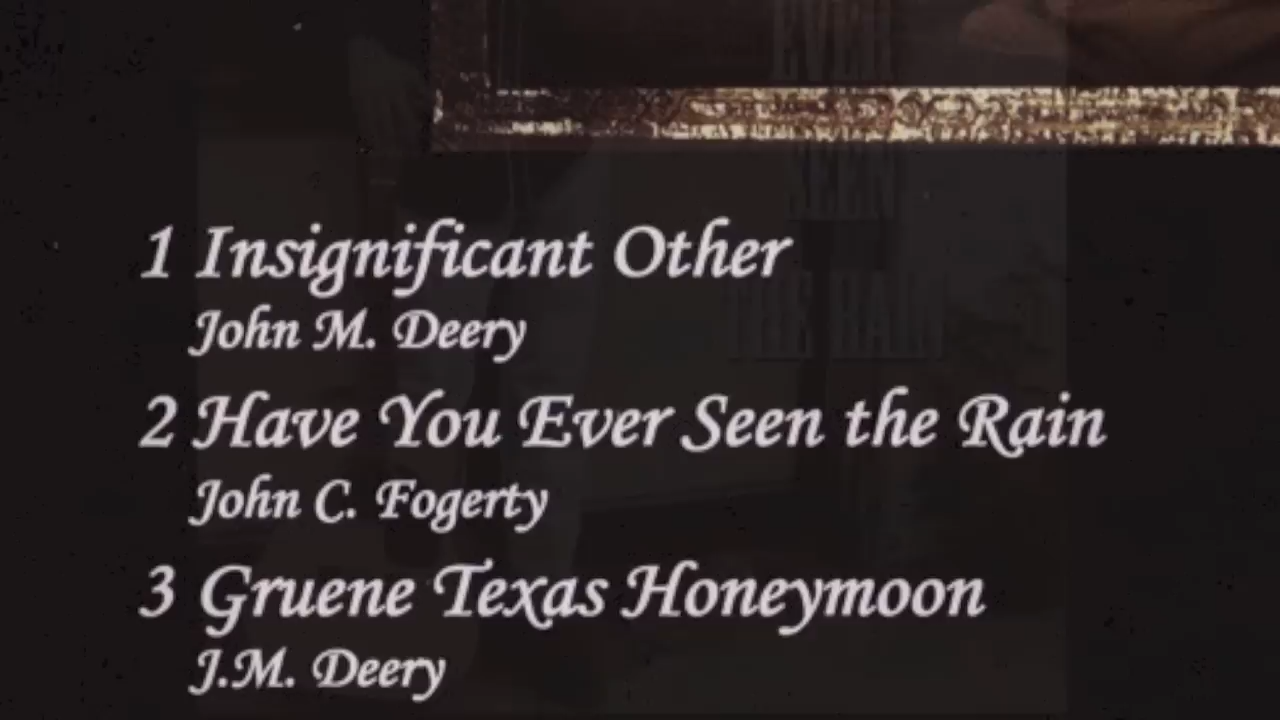 1 Insignificant Other
John M. Deery
2 Have You Ever Seen the Rain
John C. Fogerty
3 Gruene Texas Honeymoon
J.M. Deery